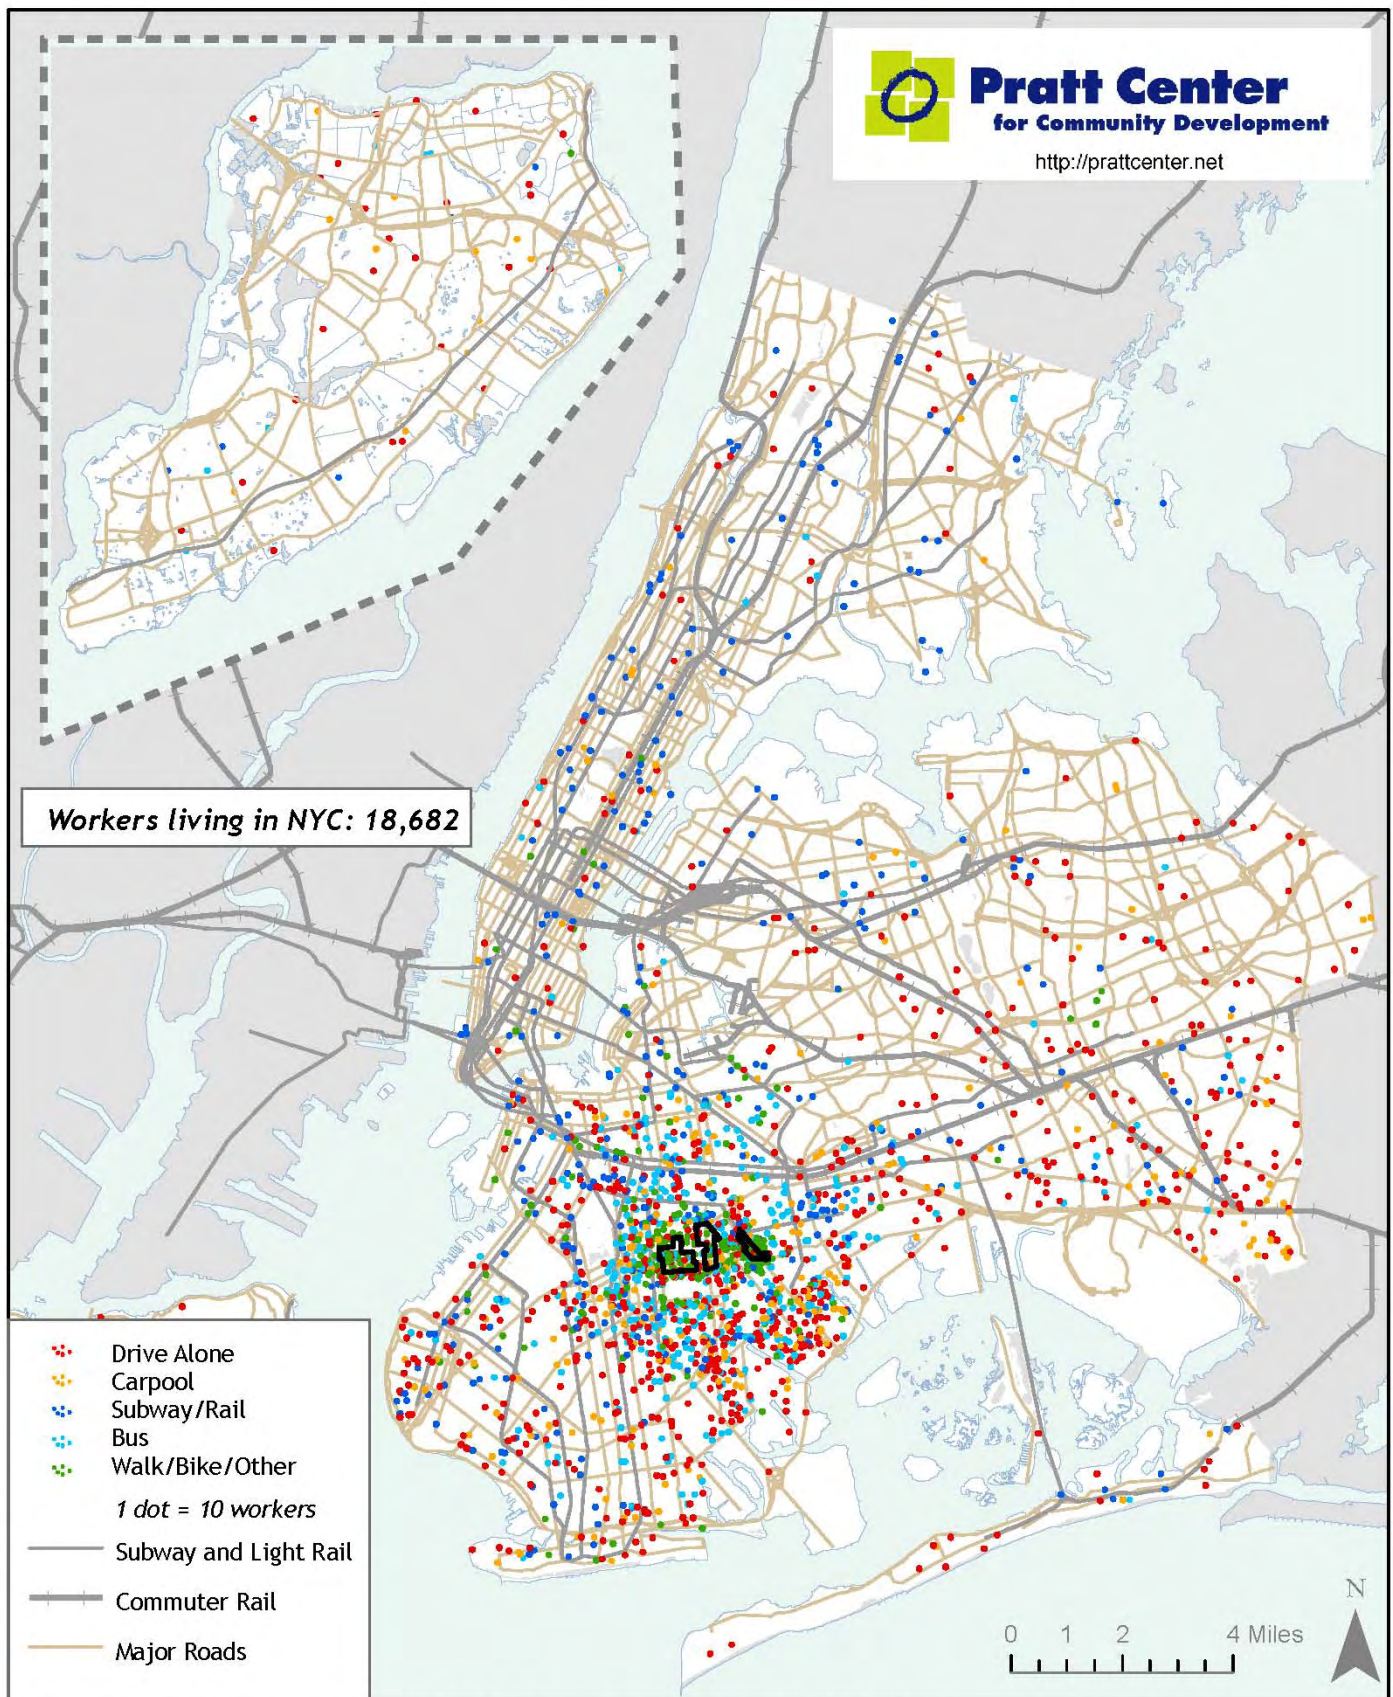 Pratt Center
for Community Development
http://prattcenter.net
Workers living in NYC: 18,682
Drive Alone
Carpool
Subway/Rail
Bus
Walk/Bike/Other
1 dot = 10 workers
Subway and Light Rail
Commuter Rail
Major Roads
N
0 1 2 4 Miles